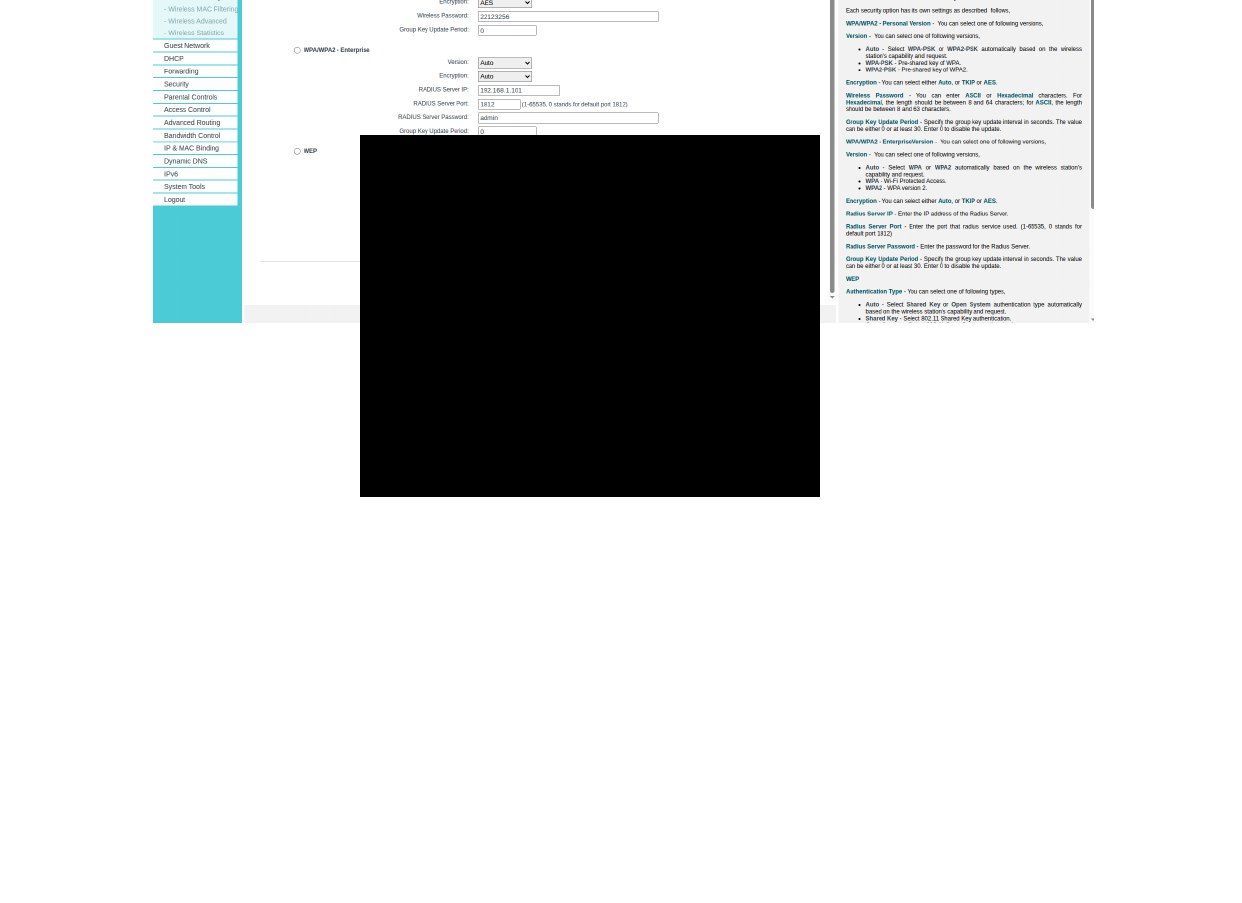 - Wireless MAC Filtering
- Wireless Advanced
- Wireless Statistics
Guest Network
DHCP
Forwarding
Security
Parental Controls
Access Control
Advanced Routing
Bandwidth Control
IP & MAC Binding
Dynamic DNS
IPv6
System Tools
Logout
Encryption: AES
Wireless Password: 22123256
Group Key Update Period: 0
WPA/WPA2 - Enterprise
Version: Auto
Encryption: Auto
RADIUS Server IP: 192.168.1.101
RADIUS Server Port: 1812 (1-65535, 0 stands for default port 1812)
RADIUS Server Password: admin
Group Key Update Period: 0
WEP
Each security option has its own settings as described follows,
WPA/WPA2 - Personal Version - You can select one of following versions,
Version - You can select one of following versions,
Auto - Select WPA-PSK or WPA2-PSK automatically based on the wireless
station's capability and request.
WPA-PSK - Pre-shared key of WPA.
WPA2-PSK - Pre-shared key of WPA2.
Encryption - You can select either Auto, or TKIP or AES.
Wireless Password - You can enter ASCII or Hexadecimal characters. For
Hexadecimal, the length should be between 8 and 64 characters; for ASCII, the length
should be between 8 and 63 characters.
Group Key Update Period - Specify the group key update interval in seconds. The value
can be either 0 or at least 30. Enter 0 to disable the update.
WPA/WPA2 - EnterpriseVersion - You can select one of following versions,
Version - You can select one of following versions,
Auto - Select WPA or WPA2 automatically based on the wireless station's
capability and request.
WPA - Wi-Fi Protected Access.
WPA2 - WPA version 2.
Encryption - You can select either Auto, or TKIP or AES.
Radius Server IP - Enter the IP address of the Radius Server.
Radius Server Port - Enter the port that radius service used. (1-65535, 0 stands for
default port 1812)
Radius Server Password - Enter the password for the Radius Server.
Group Key Update Period - Specify the group key update interval in seconds. The value
can be either 0 or at least 30. Enter 0 to disable the update.
WEP
Authentication Type - You can select one of following types,
Auto - Select Shared Key or Open System authentication type automatically
based on the wireless station's capability and request.
Shared Key - Select 802.11 Shared Key authentication.